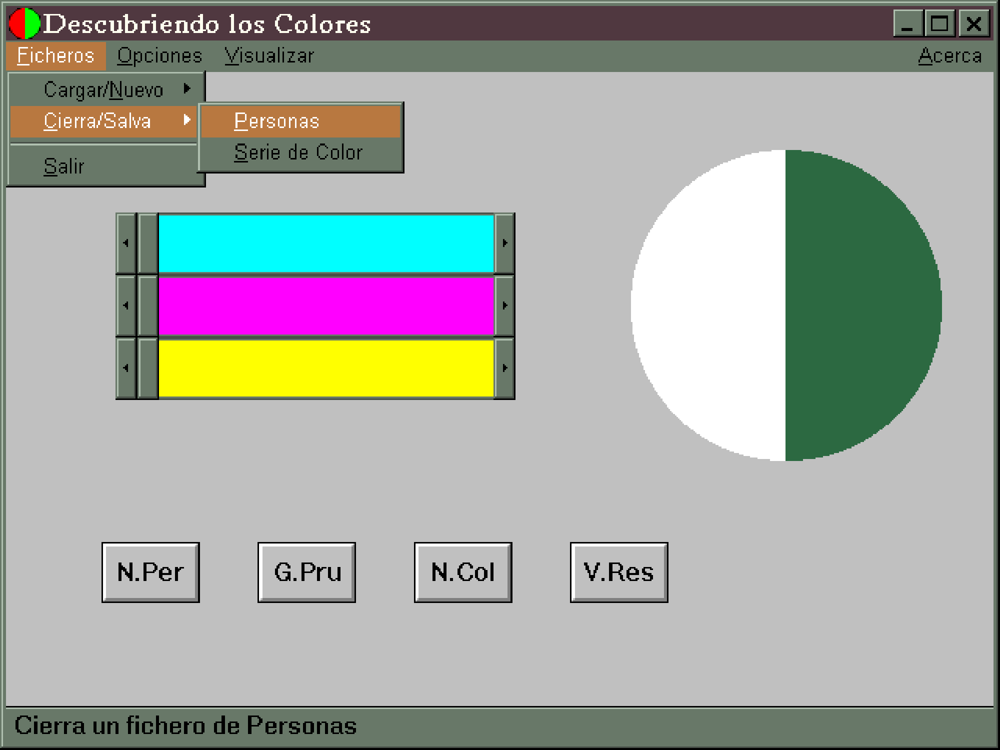 Descubriendo los Colores
Ficheros Opciones Visualizar Acerca
Cargar/Nuevo
Cierra/Salva
Personas
Serie de Color
Salir
N.Per G.Pru N.Col V.Res
Cierra un fichero de Personas